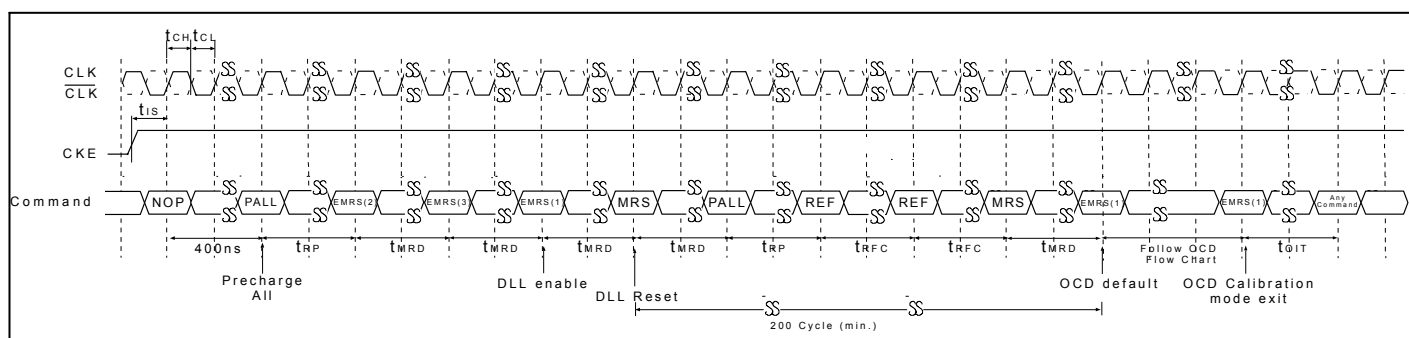 tCH tCL
CLK
CLK
tIS
CKE
Command NOP PALL EMRS(2) EMRS(3) EMRS(1) MRS PALL REF REF MRS EMRS(1) EMRS(1) Any Command
400ns tRP tMRD tMRD tMRD tMRD tRP tRFC tRFC tMRD Follow OCD Flow Chart tOIT
Precharge All
DLL enable
DLL Reset
OCD default
OCD Calibration mode exit
200 Cycle (min.)